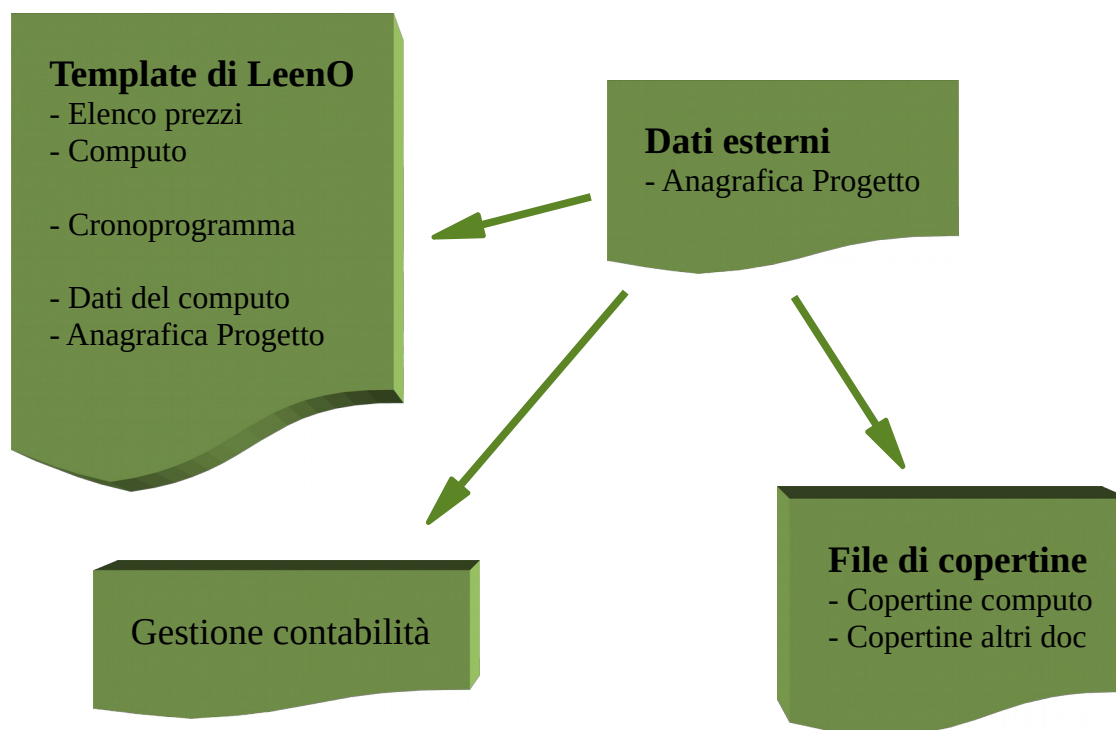 Template di LeenO
- Elenco prezzi
- Computo
- Cronoprogramma
- Dati del computo
- Anagrafica Progetto
Dati esterni
- Anagrafica Progetto
Gestione contabilità
File di copertine
- Copertine computo
- Copertine altri doc